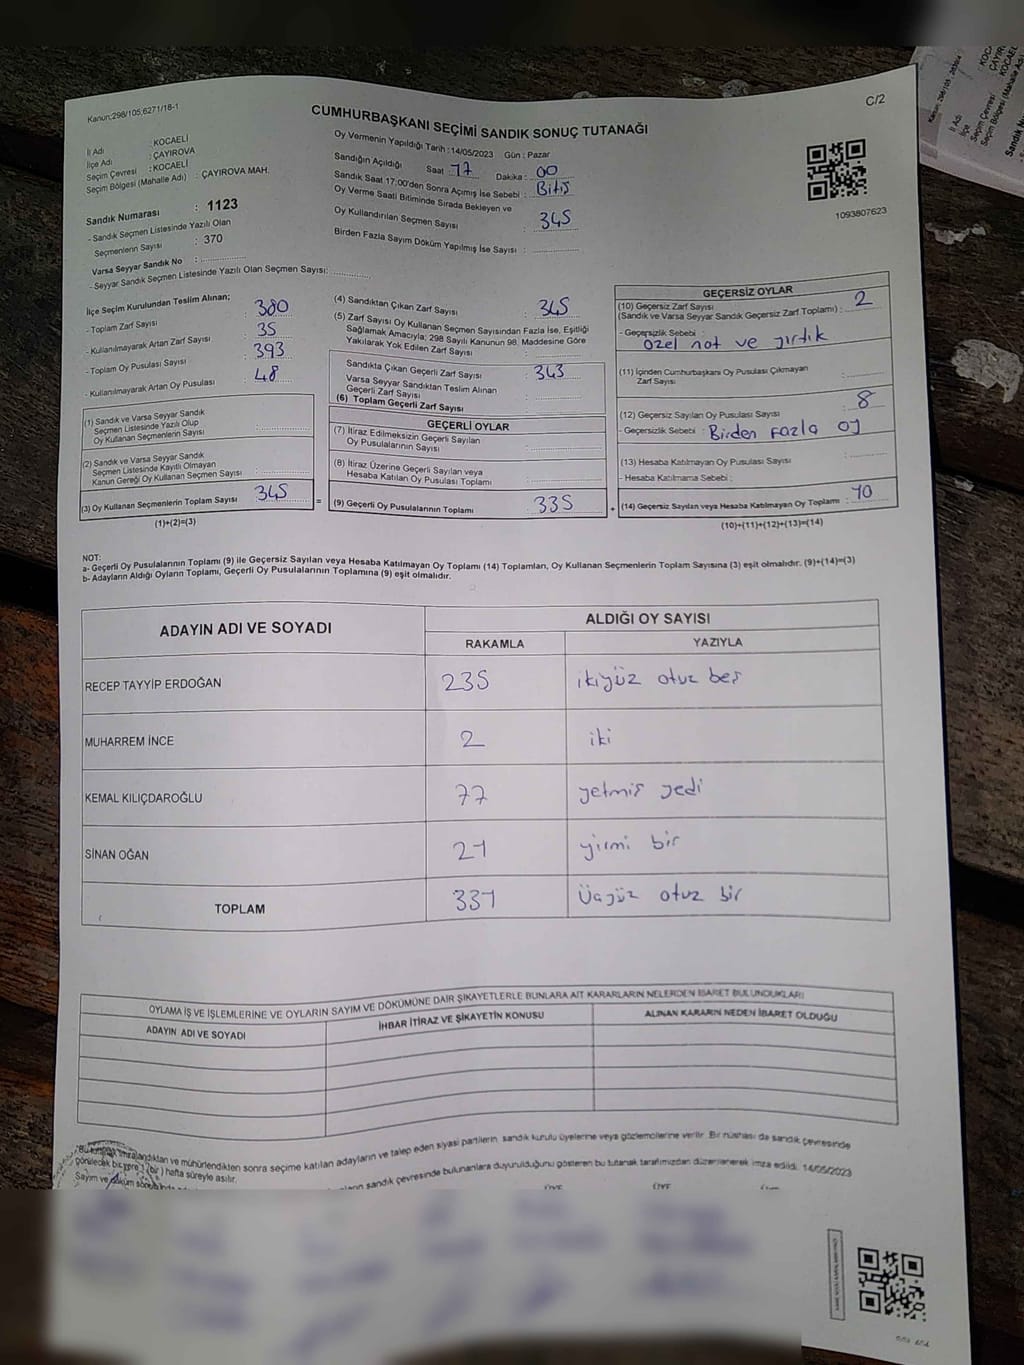 Kanun;298/105,6271/18-1
C/2
CUMHURBAŞKANI SEÇİMİ SANDIK SONUÇ TUTANAĞI
İl Adı : KOCAELİ
İlçe Adı : ÇAYIROVA
Seçim Çevresi : KOCAELİ
Seçim Bölgesi (Mahalle Adı) : ÇAYIROVA MAH.
Sandık Numarası : 1123
- Sandık Seçmen Listesinde Yazılı Olan
Seçmenlerin Sayısı : 370
Varsa Seyyar Sandık No :
- Seyyar Sandık Seçmen Listesinde Yazılı Olan Seçmen Sayısı:
Oy Vermenin Yapıldığı Tarih :14/05/2023 Gün : Pazar
Sandığın Açıldığı Saat 17 Dakika : 00
Sandık Saat 17:00'den Sonra Açımış İse Sebebi : Bitiş
Oy Verme Saati Bitiminde Sırada Bekleyen ve
Oy Kullandırılan Seçmen Sayısı : 345
Birden Fazla Sayım Döküm Yapılmış İse Sayısı :
1093807623
İlçe Seçim Kurulundan Teslim Alınan;
- Toplam Zarf Sayısı 380
- Kullanılmayarak Artan Zarf Sayısı 35
- Toplam Oy Pusulası Sayısı 393
- Kullanılmayarak Artan Oy Pusulası 48
(1) Sandık ve Varsa Seyyar Sandık
Seçmen Listesinde Yazılı Olup
Oy Kullanan Seçmenlerin Sayısı
(2) Sandık ve Varsa Seyyar Sandık
Seçmen Listesinde Kayıtlı Olmayan
Kanun Gereği Oy Kullanan Seçmen Sayısı
(3) Oy Kullanan Seçmenlerin Toplam Sayısı 345
(1)+(2)=(3)
(4) Sandıktan Çıkan Zarf Sayısı : 345
(5) Zarf Sayısı Oy Kullanan Seçmen Sayısından Fazla İse, Eşitliği
Sağlamak Amacıyla; 298 Sayılı Kanunun 98. Maddesine Göre
Yakılarak Yok Edilen Zarf Sayısı
Sandıkta Çıkan Geçerli Zarf Sayısı : 343
Varsa Seyyar Sandıktan Teslim Alınan
Geçerli Zarf Sayısı
(6) Toplam Geçerli Zarf Sayısı
GEÇERLİ OYLAR
(7) İtiraz Edilmeksizin Geçerli Sayılan
Oy Pusulalarının Sayısı
(8) İtiraz Üzerine Geçerli Sayılan veya
Hesaba Katılan Oy Pusulası Toplamı
= (9) Geçerli Oy Pusulalarının Toplamı : 335
GEÇERSİZ OYLAR
(10) Geçersiz Zarf Sayısı
(Sandık ve Varsa Seyyar Sandık Geçersiz Zarf Toplamı) : 2
- Geçersizlik Sebebi :
özel not ve yırtık
(11) İçinden Cumhurbaşkanı Oy Pusulası Çıkmayan
Zarf Sayısı
(12) Geçersiz Sayılan Oy Pusulası Sayısı : 8
- Geçersizlik Sebebi : Birden Fazla oy
(13) Hesaba Katılmayan Oy Pusulası Sayısı
- Hesaba Katılmama Sebebi :
+ (14) Geçersiz Sayılan veya Hesaba Katılmayan Oy Toplamı : 10
(10)+(11)+(12)+(13)=(14)
NOT:
a- Geçerli Oy Pusulalarının Toplamı (9) ile Geçersiz Sayılan veya Hesaba Katılmayan Oy Toplamı (14) Toplamları, Oy Kullanan Seçmenlerin Toplam Sayısına (3) eşit olmalıdır. (9)+(14)=(3)
b- Adayların Aldığı Oyların Toplamı, Geçerli Oy Pusulalarının Toplamına (9) eşit olmalıdır.
ADAYIN ADI VE SOYADI
ALDIĞI OY SAYISI
RAKAMLA YAZIYLA
RECEP TAYYİP ERDOĞAN 235 ikiyüz otuz beş
MUHARREM İNCE 2 iki
KEMAL KILIÇDAROĞLU 77 yetmiş yedi
SİNAN OĞAN 21 yirmi bir
TOPLAM 331 Üçyüz otuz bir
OYLAMA İŞ VE İŞLEMLERİNE VE OYLARIN SAYIM VE DÖKÜMÜNE DAİR ŞİKAYETLERLE BUNLARA AİT KARARLARIN NELERDEN İBARET BULUNDUKLARI
ADAYIN ADI VE SOYADI İHBAR İTİRAZ VE ŞİKAYETİN KONUSU ALINAN KARARIN NEDEN İBARET OLDUĞU
imzalandıktan ve mühürlendikten sonra seçime katılan adayların ve talep eden siyasi partilerin, sandık kurulu üyelerine veya gözlemcilerine verilir. Bir nüshası da sandık çevresinde
görülecek bir yere 1 (bir) hafta süreyle asılır.
Sayım ve döküm sandık çevresinde bulunanlara duyurulduğunu gösteren bu tutanak tarafımızdan düzenlenerek imza edildi. 14/05/2023